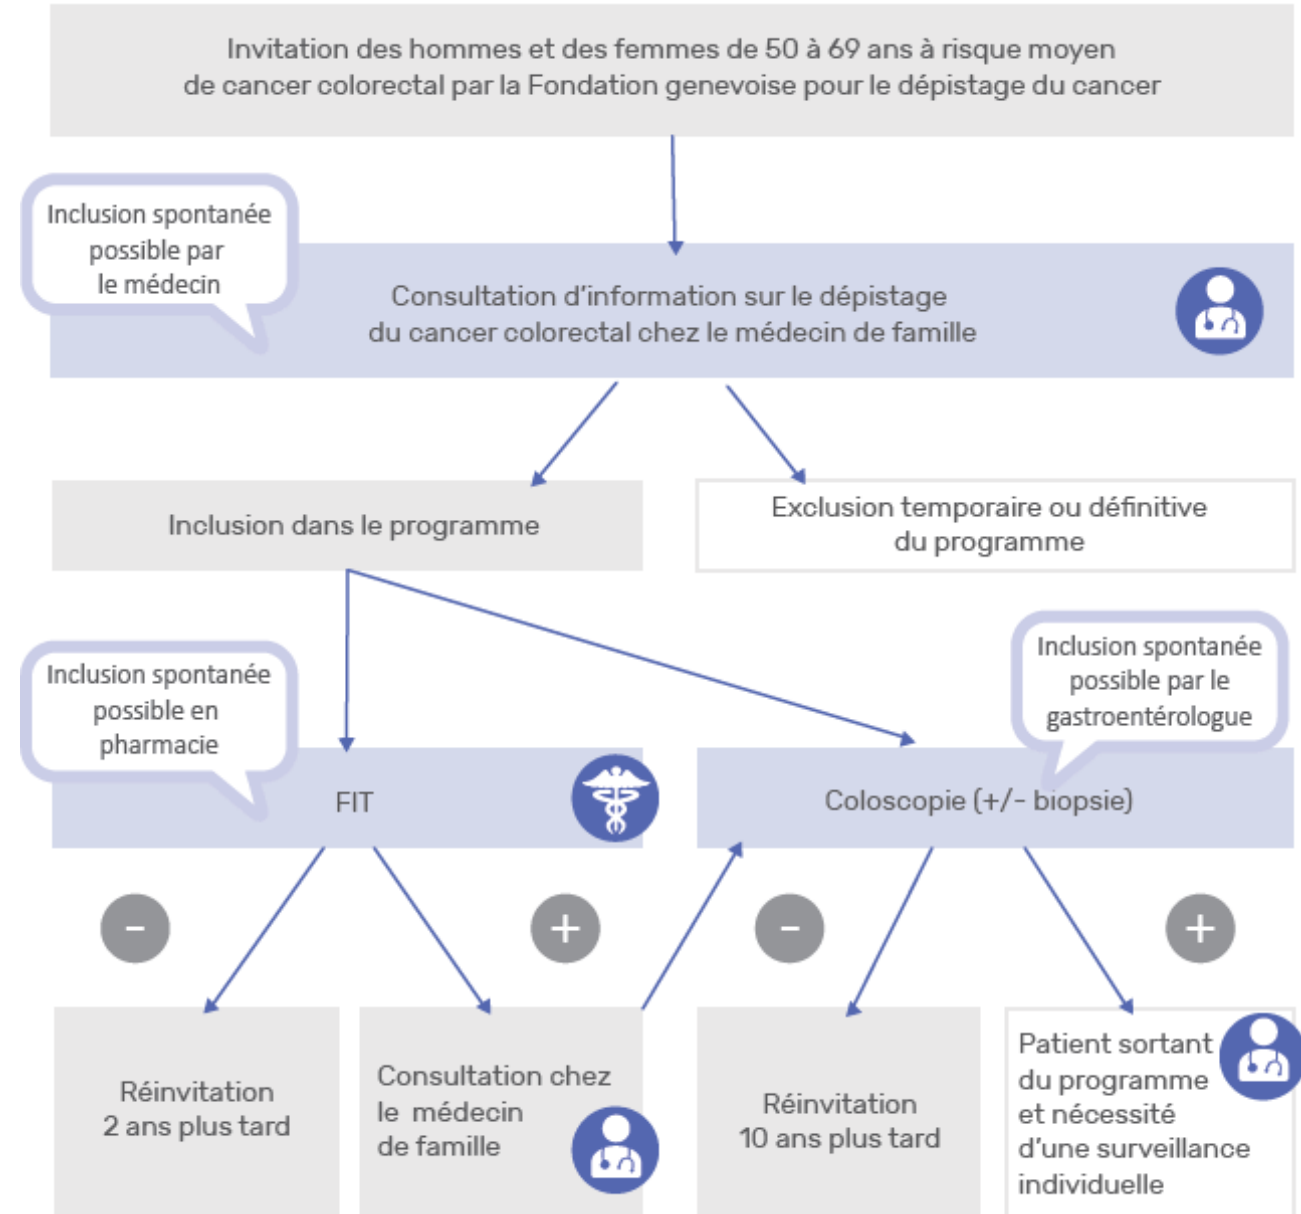 Invitation des hommes et des femmes de 50 à 69 ans à risque moyen
de cancer colorectal par la Fondation genevoise pour le dépistage du cancer
Inclusion spontanée
possible par
le médecin
Consultation d'information sur le dépistage
du cancer colorectal chez le médecin de famille
Inclusion dans le programme
Exclusion temporaire ou définitive
du programme
Inclusion spontanée
possible en
pharmacie
Inclusion spontanée
possible par le
gastroentérologue
FIT
Coloscopie (+/- biopsie)
-
+
-
+
Réinvitation
2 ans plus tard
Consultation chez
le médecin
de famille
Réinvitation
10 ans plus tard
Patient sortant
du programme
et nécessité
d'une surveillance
individuelle